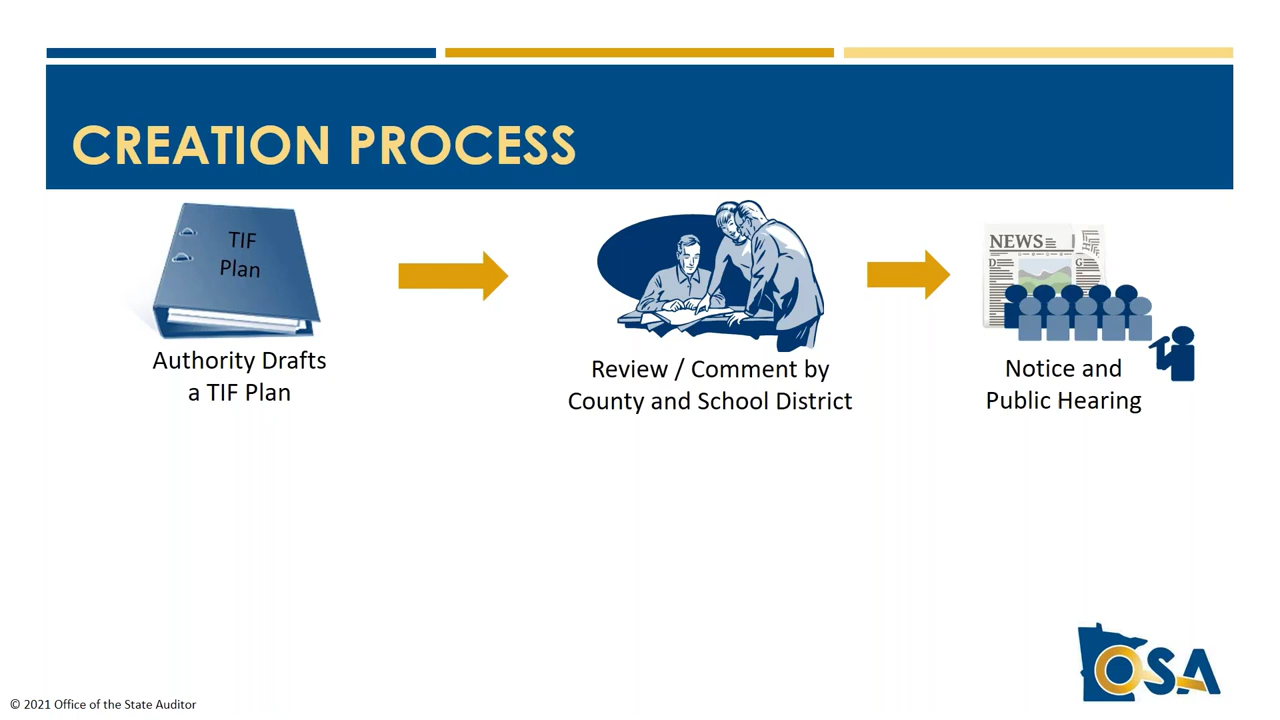 CREATION PROCESS
TIF
Plan
NEWS
D
G
Authority Drafts
a TIF Plan
Review / Comment by
County and School District
Notice and
Public Hearing
OSA
© 2021 Office of the State Auditor